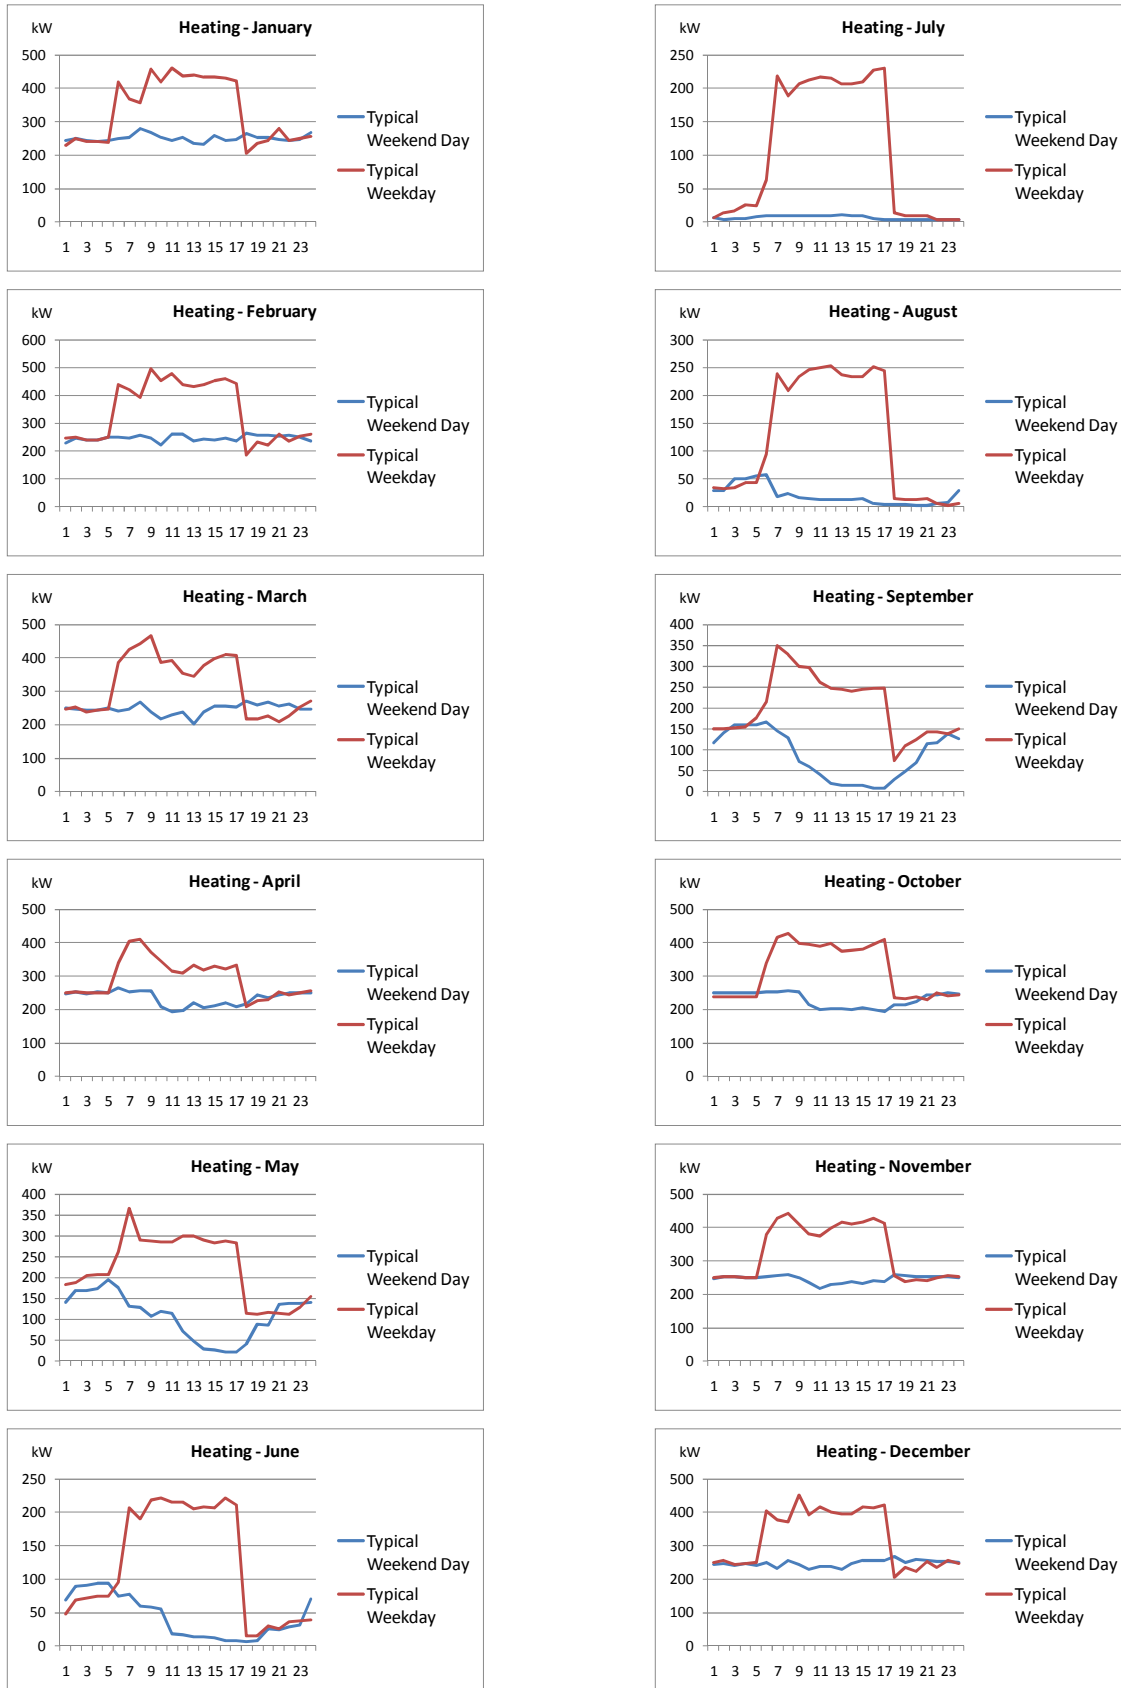 kW Heating - January
500
400
300
200
100
0
1 3 5 7 9 11 13 15 17 19 21 23
Typical
Weekend Day
Typical
Weekday
kW Heating - July
250
200
150
100
50
0
1 3 5 7 9 11 13 15 17 19 21 23
Typical
Weekend Day
Typical
Weekday
kW Heating - February
600
500
400
300
200
100
0
1 3 5 7 9 11 13 15 17 19 21 23
Typical
Weekend Day
Typical
Weekday
kW Heating - August
300
250
200
150
100
50
0
1 3 5 7 9 11 13 15 17 19 21 23
Typical
Weekend Day
Typical
Weekday
kW Heating - March
500
400
300
200
100
0
1 3 5 7 9 11 13 15 17 19 21 23
Typical
Weekend Day
Typical
Weekday
kW Heating - September
400
350
300
250
200
150
100
50
0
1 3 5 7 9 11 13 15 17 19 21 23
Typical
Weekend Day
Typical
Weekday
kW Heating - April
500
400
300
200
100
0
1 3 5 7 9 11 13 15 17 19 21 23
Typical
Weekend Day
Typical
Weekday
kW Heating - October
500
400
300
200
100
0
1 3 5 7 9 11 13 15 17 19 21 23
Typical
Weekend Day
Typical
Weekday
kW Heating - May
400
350
300
250
200
150
100
50
0
1 3 5 7 9 11 13 15 17 19 21 23
Typical
Weekend Day
Typical
Weekday
kW Heating - November
500
400
300
200
100
0
1 3 5 7 9 11 13 15 17 19 21 23
Typical
Weekend Day
Typical
Weekday
kW Heating - June
250
200
150
100
50
0
1 3 5 7 9 11 13 15 17 19 21 23
Typical
Weekend Day
Typical
Weekday
kW Heating - December
500
400
300
200
100
0
1 3 5 7 9 11 13 15 17 19 21 23
Typical
Weekend Day
Typical
Weekday